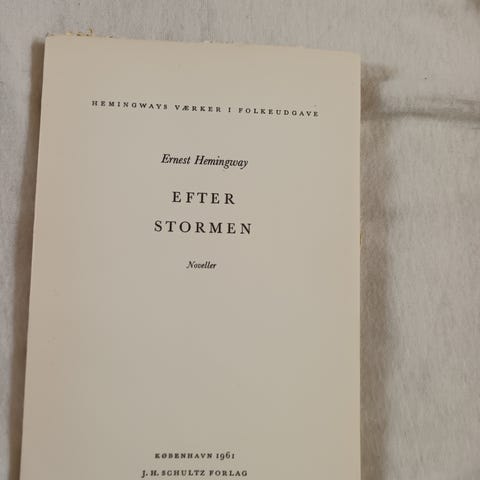 HEMINGWAYS VÆRKER I FOLKEUDGAVE
Ernest Hemingway
EFTER
STORMEN
Noveller
KØBENHAVN 1961
J. H. SCHULTZ FORLAG